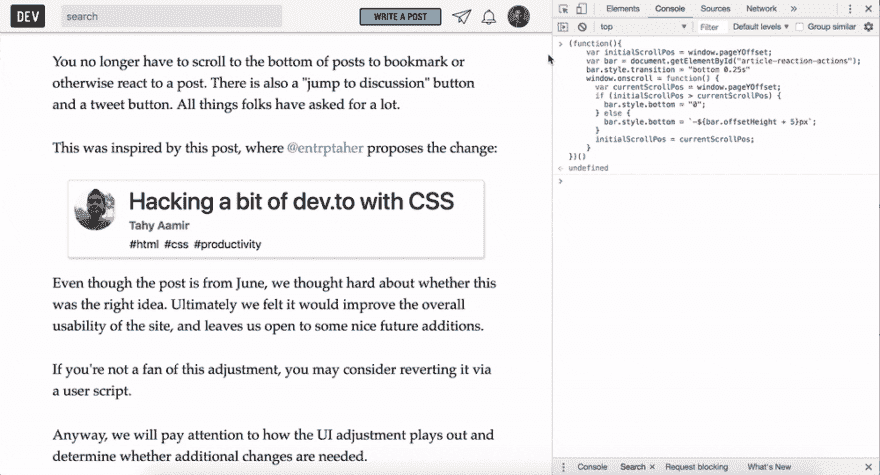 DEV
search
WRITE A POST
You no longer have to scroll to the bottom of posts to bookmark or
otherwise react to a post. There is also a "jump to discussion" button
and a tweet button. All things folks have asked for a lot.
This was inspired by this post, where @entrptaher proposes the change:
Hacking a bit of dev.to with CSS
Tahy Aamir
#html #css #productivity
Even though the post is from June, we thought hard about whether this
was the right idea. Ultimately we felt it would improve the overall
usability of the site, and leaves us open to some nice future additions.
If you're not a fan of this adjustment, you may consider reverting it via
a user script.
Anyway, we will pay attention to how the UI adjustment plays out and
determine whether additional changes are needed.
Elements Console Sources Network »
top Filter Default levels Group similar
(function(){
var initialScrollPos = window.pageYOffset;
var bar = document.getElementById("article-reaction-actions");
bar.style.transition = "bottom 0.25s"
window.onscroll = function() {
var currentScrollPos = window.pageYOffset;
if (initialScrollPos > currentScrollPos) {
bar.style.bottom = "0";
} else {
bar.style.bottom = `-${bar.offsetHeight + 5}px`;
}
initialScrollPos = currentScrollPos;
}
})()
undefined
Console Search × Request blocking What's New